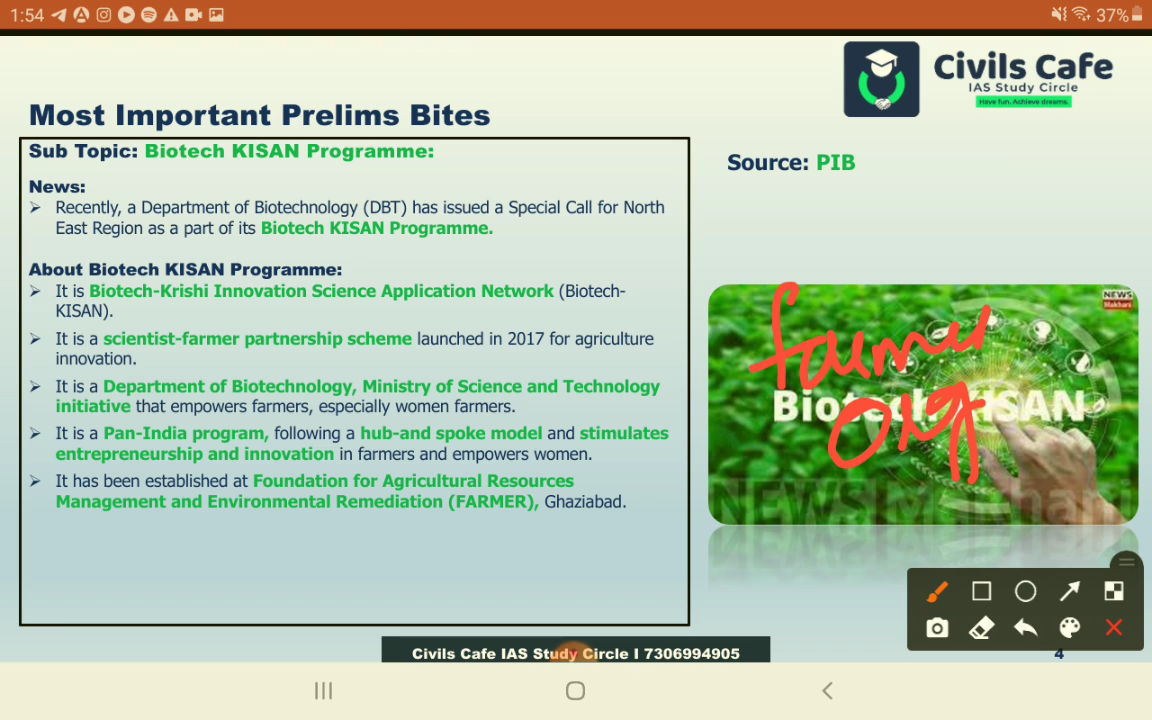 1:54
37%
Civils Cafe
IAS Study Circle
Have fun. Achieve dreams.
Most Important Prelims Bites
Sub Topic: Biotech KISAN Programme:
Source: PIB
News:
➢ Recently, a Department of Biotechnology (DBT) has issued a Special Call for North
East Region as a part of its Biotech KISAN Programme.
About Biotech KISAN Programme:
➢ It is Biotech-Krishi Innovation Science Application Network (Biotech-
KISAN).
➢ It is a scientist-farmer partnership scheme launched in 2017 for agriculture
innovation.
➢ It is a Department of Biotechnology, Ministry of Science and Technology
initiative that empowers farmers, especially women farmers.
➢ It is a Pan-India program, following a hub-and spoke model and stimulates
entrepreneurship and innovation in farmers and empowers women.
➢ It has been established at Foundation for Agricultural Resources
Management and Environmental Remediation (FARMER), Ghaziabad.
NEWS
Makhani
farmer
Biotech KISAN
org
NEWS Makhani
Civils Cafe IAS Study Circle I 7306994905
4